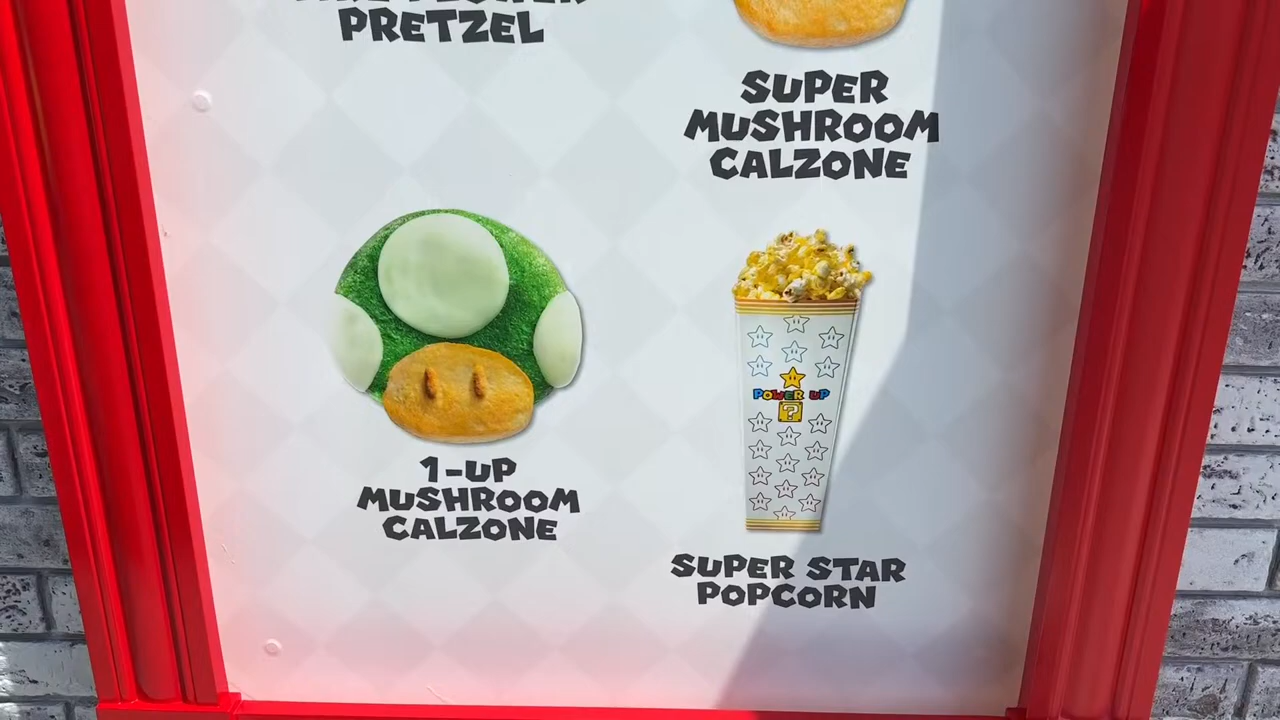 PRETZEL
SUPER
MUSHROOM
CALZONE
1-UP
MUSHROOM
CALZONE
POWER UP
?
SUPER STAR
POPCORN